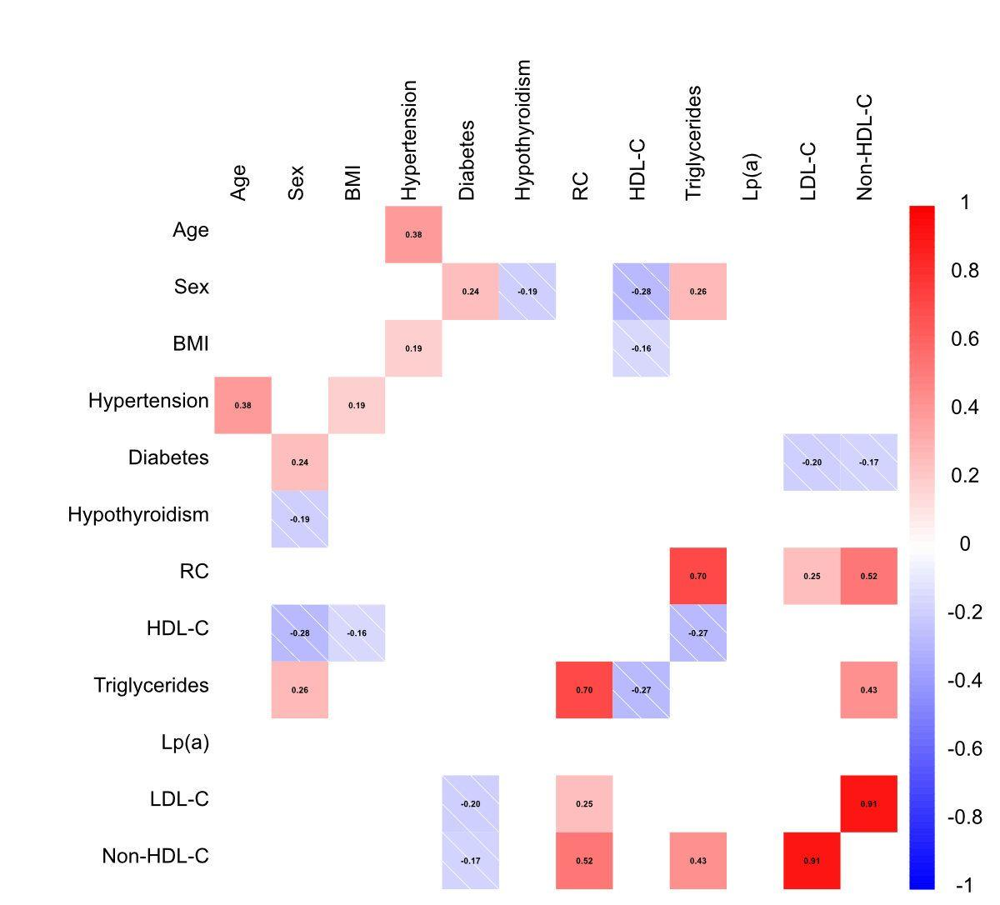 Age Sex BMI Hypertension Diabetes Hypothyroidism RC HDL-C Triglycerides Lp(a) LDL-C Non-HDL-C
Age 0.38
Sex 0.24 -0.19 -0.28 0.26
BMI 0.19 -0.16
Hypertension 0.38 0.19
Diabetes 0.24 -0.20 -0.17
Hypothyroidism -0.19
RC 0.70 0.25 0.52
HDL-C -0.28 -0.16 -0.27
Triglycerides 0.26 0.70 -0.27 0.43
Lp(a)
LDL-C -0.20 0.25 0.91
Non-HDL-C -0.17 0.52 0.43 0.91
1
0.8
0.6
0.4
0.2
0
-0.2
-0.4
-0.6
-0.8
-1